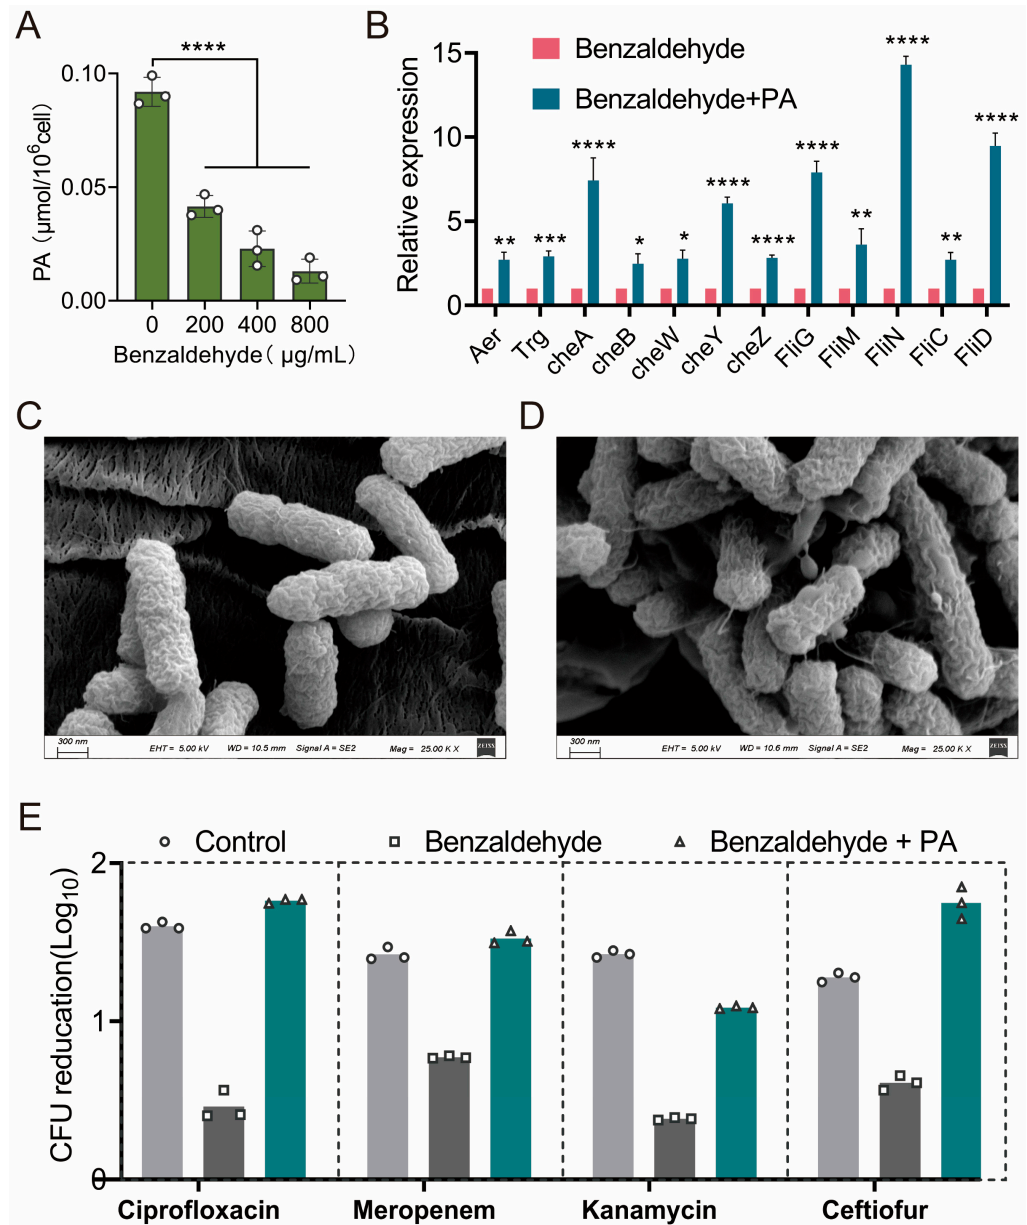 A
****
0.10
0.05
0.00
PA (μmol/10⁶cell)
0 200 400 800
Benzaldehyde( μg/mL)
B
Benzaldehyde
Benzaldehyde+PA
15
10
5
0
Relative expression
** *** **** * * **** **** **** ** **** ** ****
Aer Trg cheA cheB cheW cheY cheZ FliG FliM FliN FliC FliD
C
300 nm EHT = 5.00 kV WD = 10.5 mm Signal A = SE2 Mag = 25.00 K X ZEISS
D
300 nm EHT = 5.00 kV WD = 10.6 mm Signal A = SE2 Mag = 25.00 K X ZEISS
E
Control Benzaldehyde Benzaldehyde + PA
2
1
0
CFU reducation(Log₁₀)
Ciprofloxacin Meropenem Kanamycin Ceftiofur